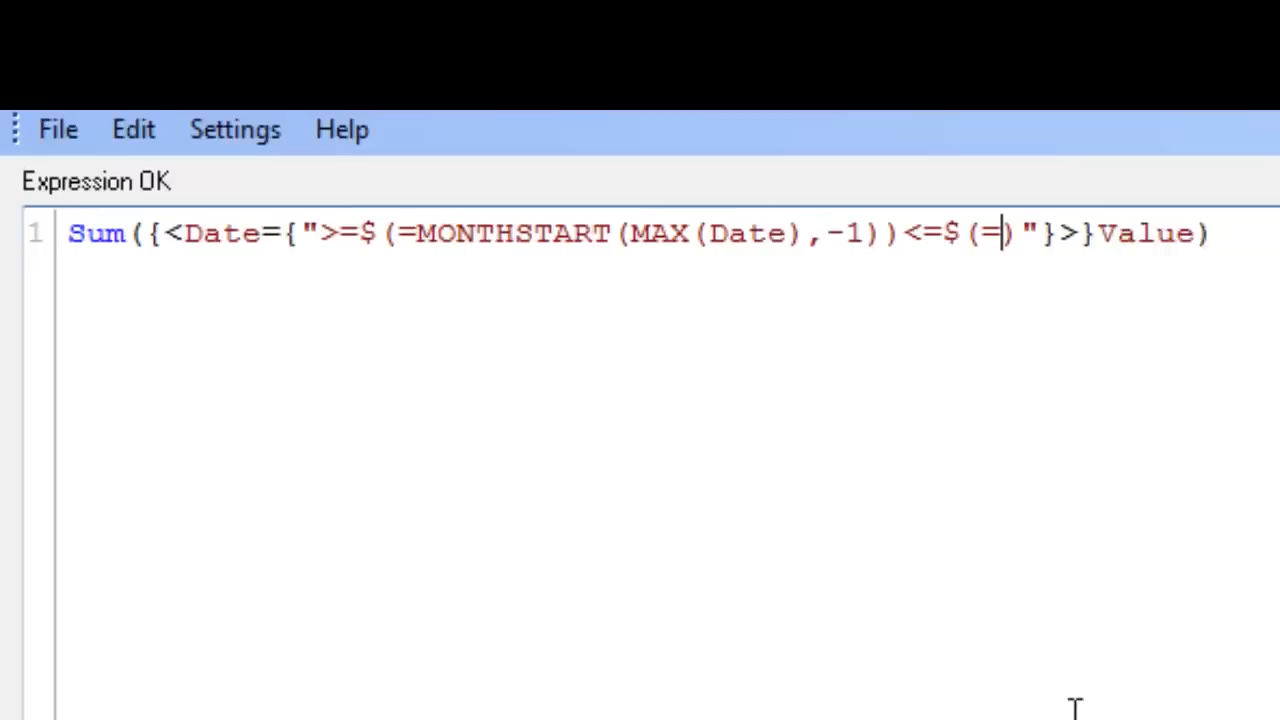 File Edit Settings Help
Expression OK
1 Sum({<Date={">=$(=MONTHSTART(MAX(Date),-1))<=$(=)"}>}Value)